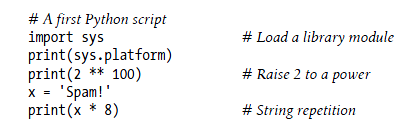 # A first Python script
import sys # Load a library module
print(sys.platform)
print(2 ** 100) # Raise 2 to a power
x = 'Spam!'
print(x * 8) # String repetition